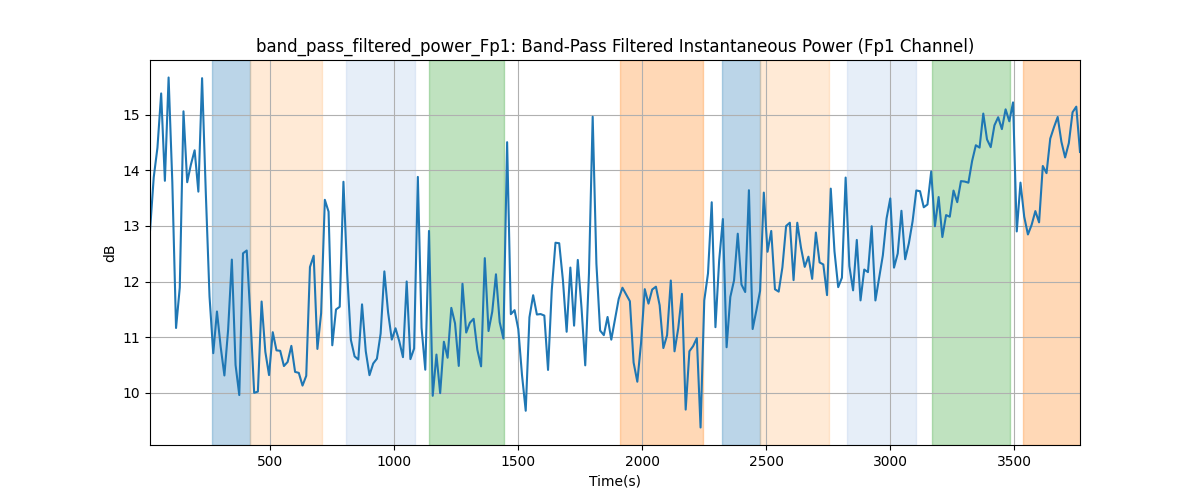 band_pass_filtered_power_Fp1: Band-Pass Filtered Instantaneous Power (Fp1 Channel)
15
14
13
12
11
10
dB
500 1000 1500 2000 2500 3000 3500
Time(s)